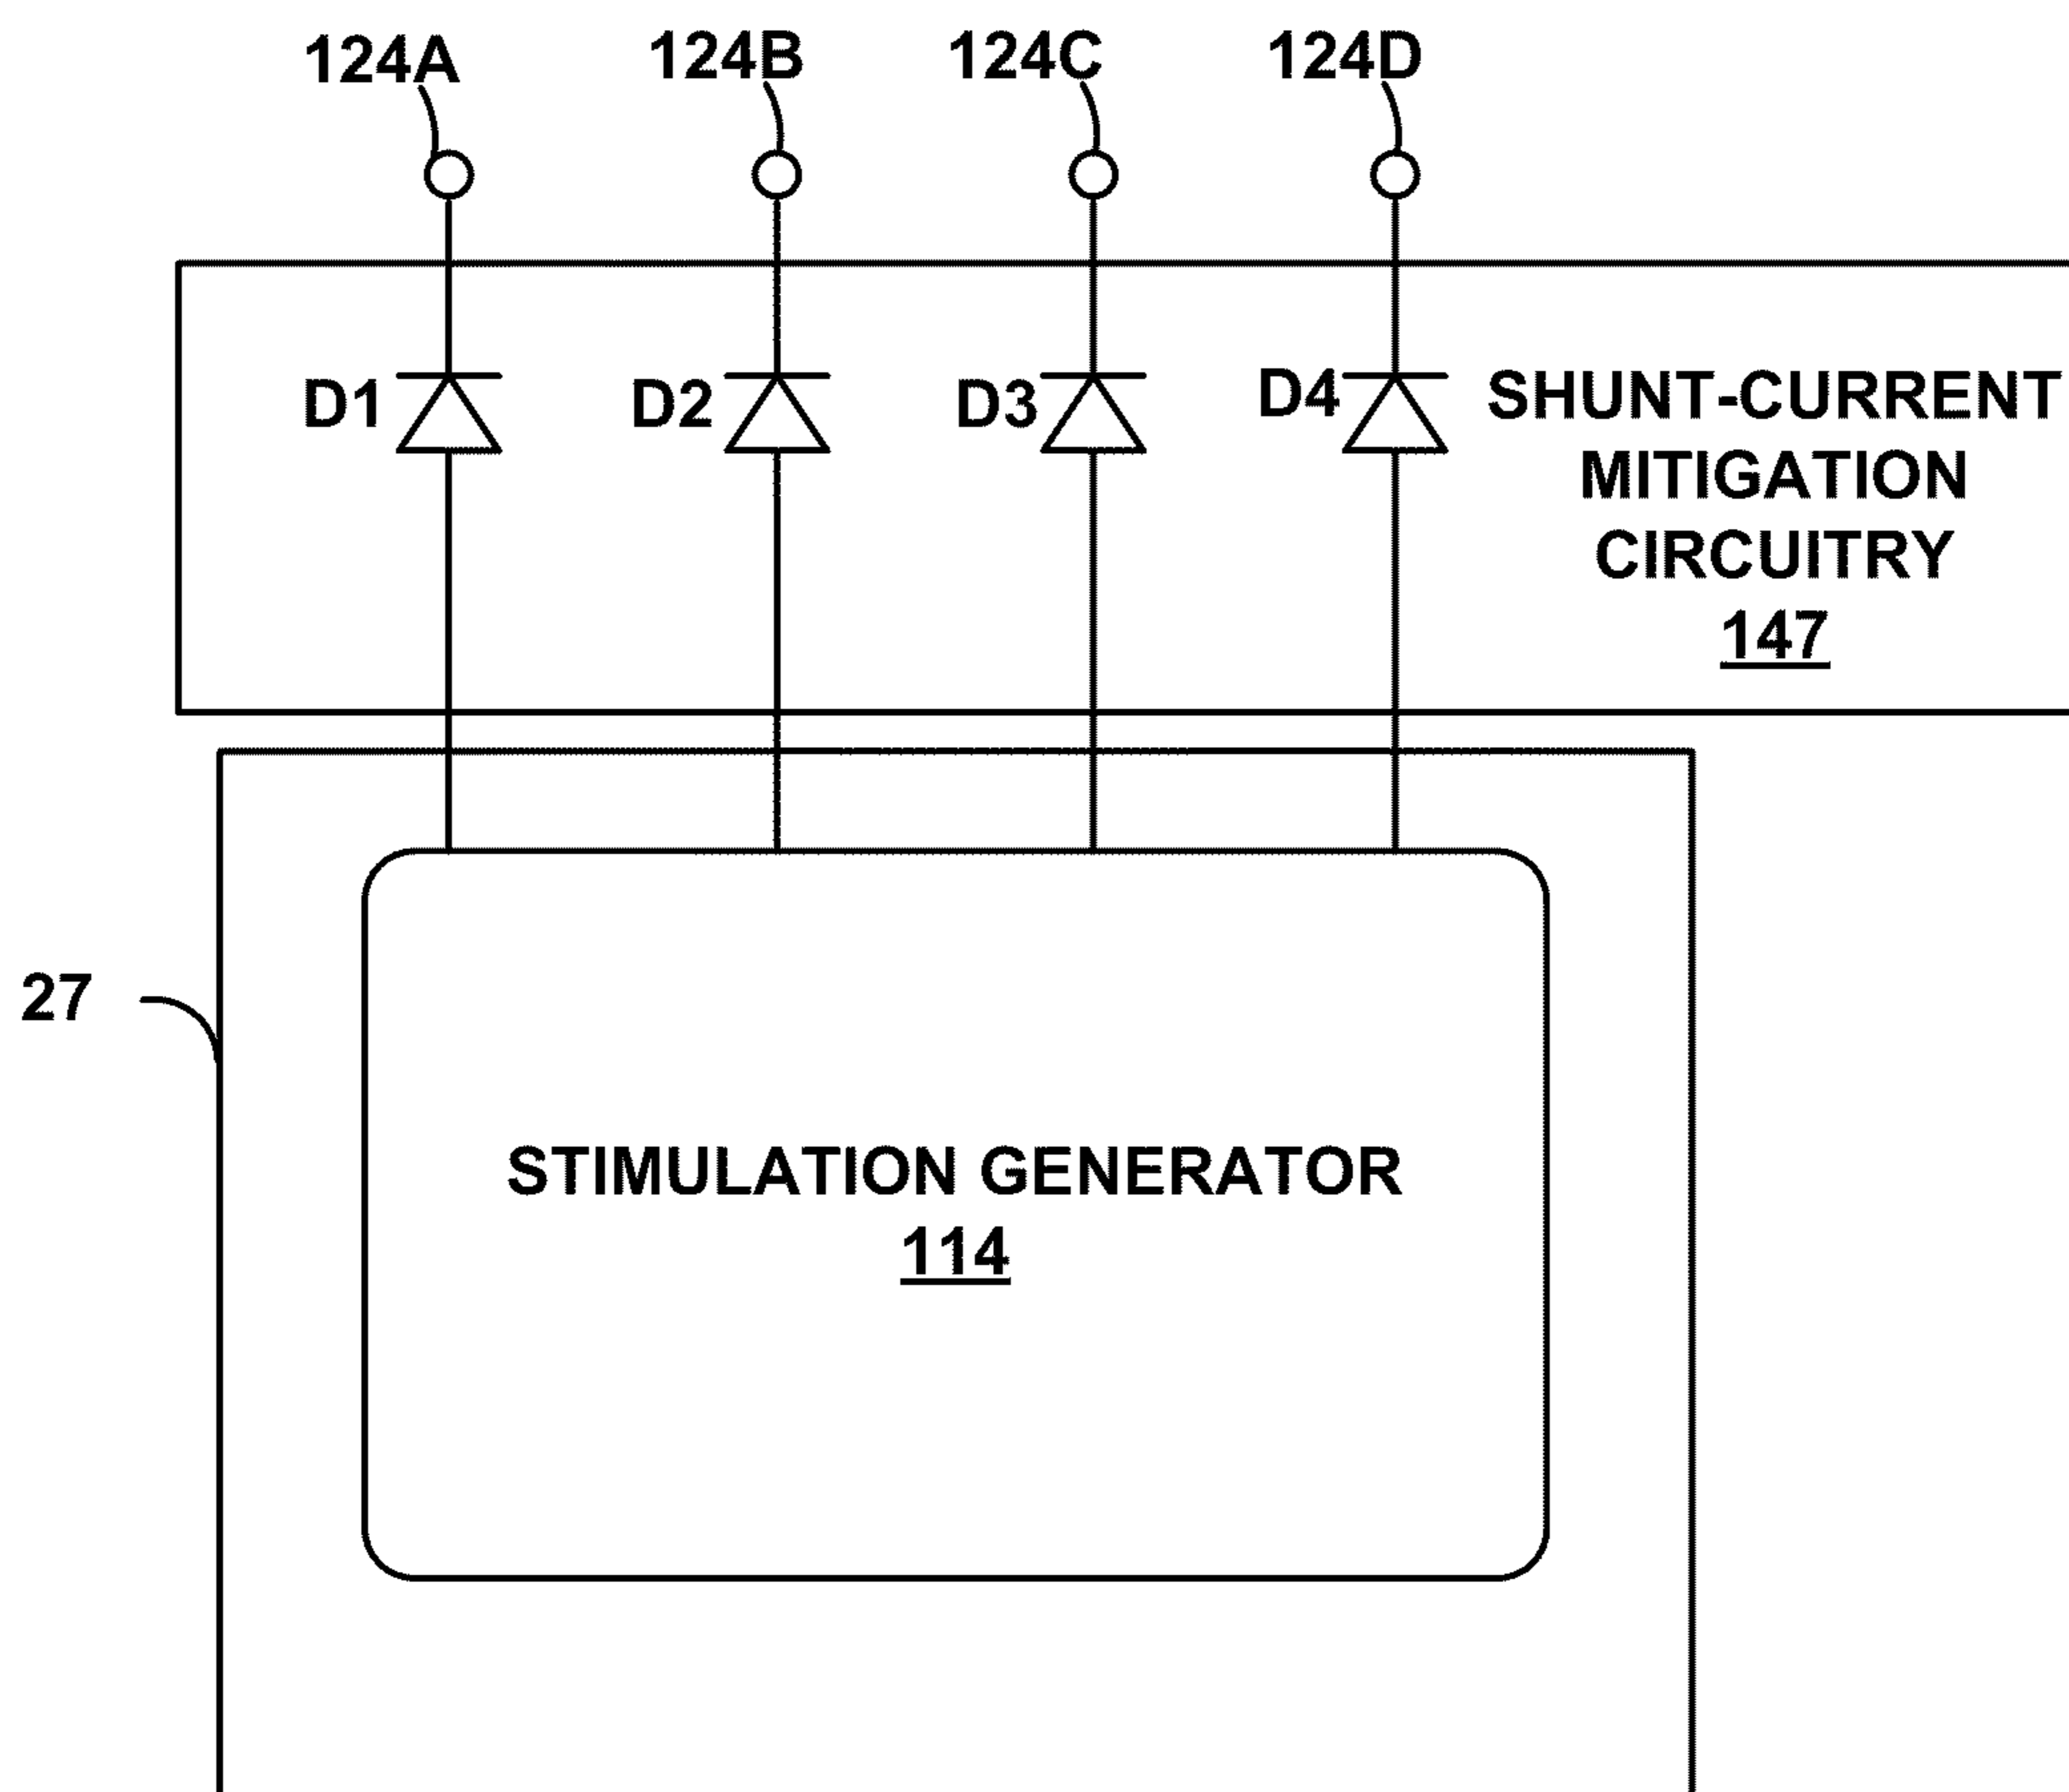 124A
124B
124C
124D
D1
D2
D3
D4
SHUNT-CURRENT
MITIGATION
CIRCUITRY
147
27
STIMULATION GENERATOR
114